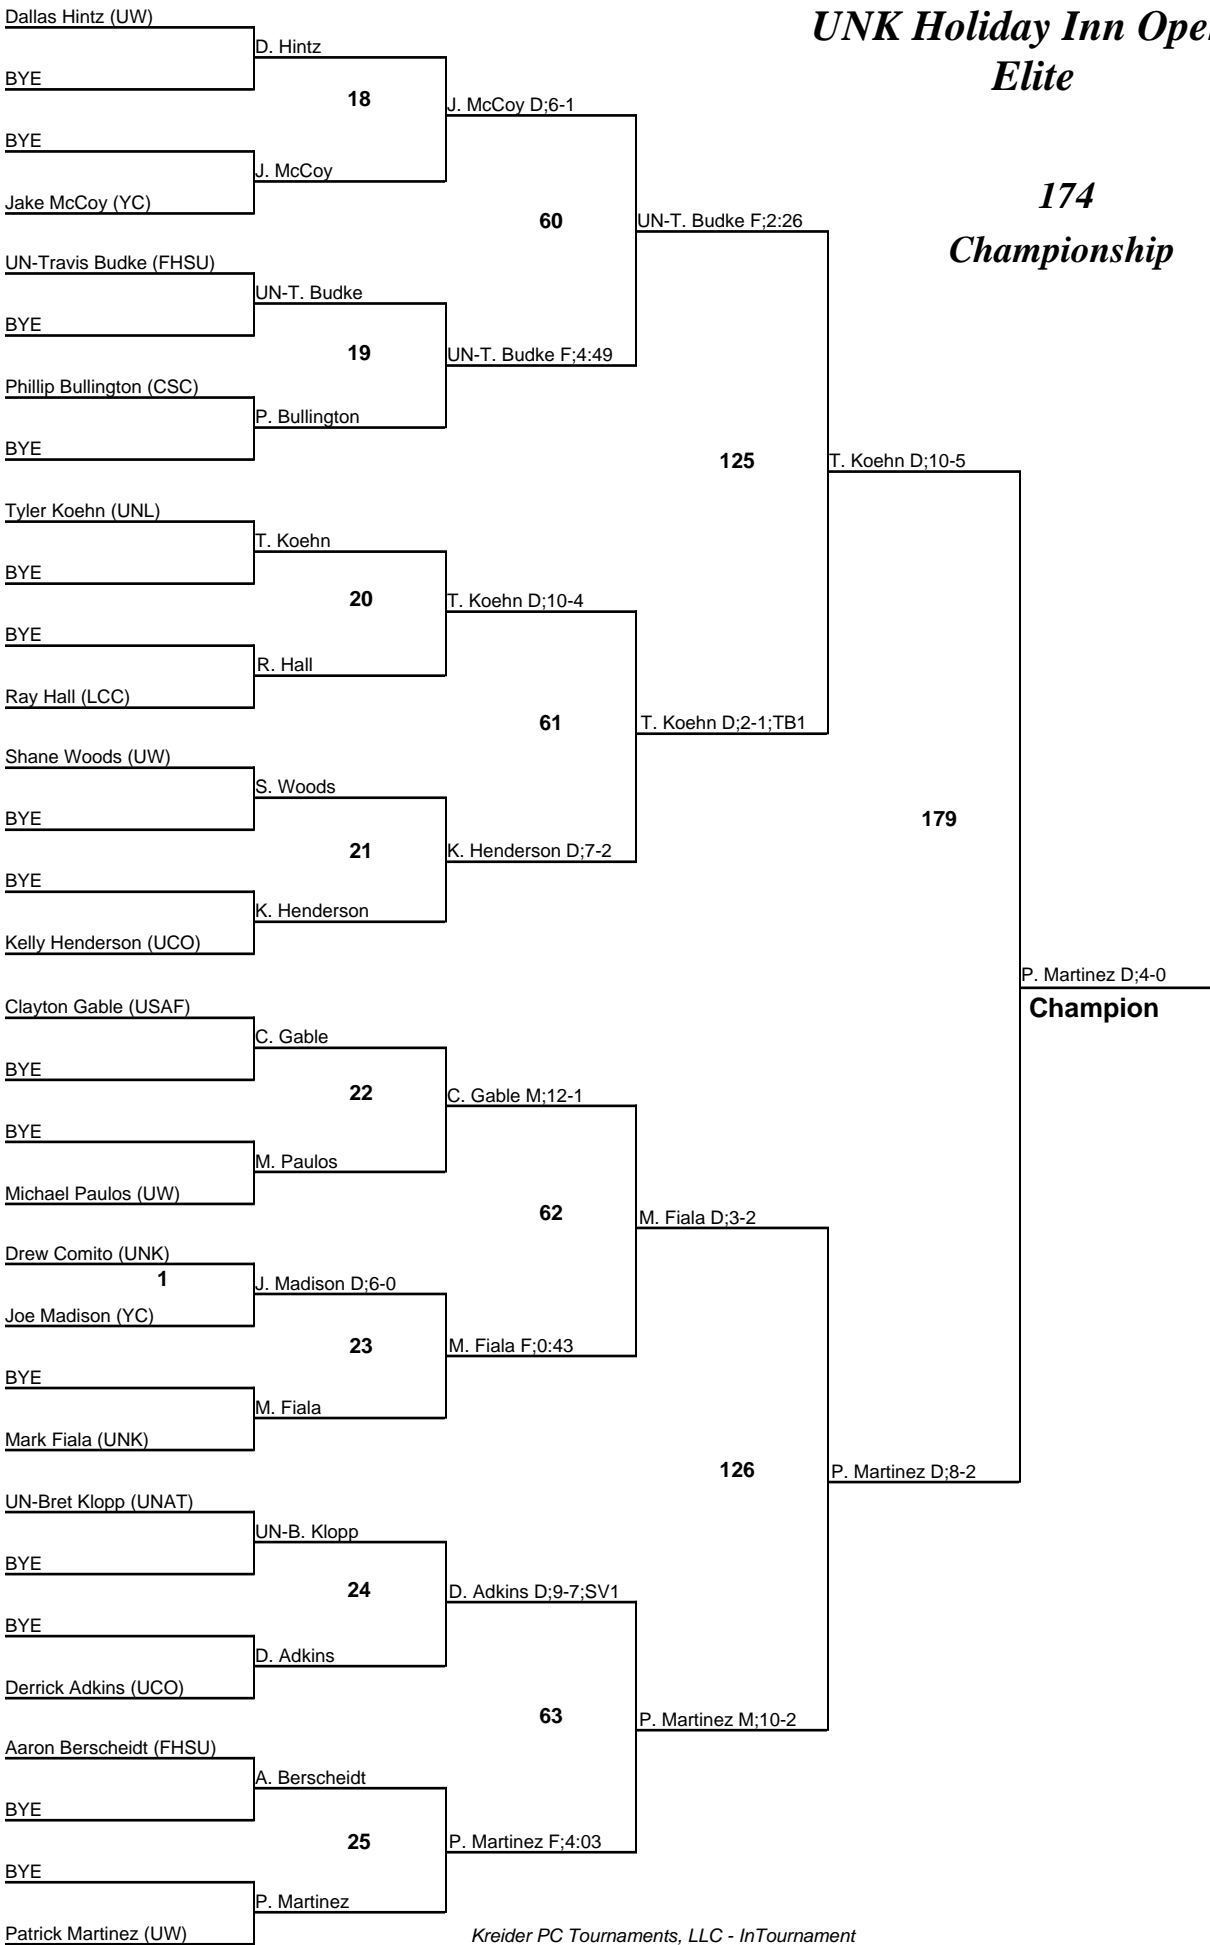 UNK Holiday Inn Open
Elite
174
Championship
Dallas Hintz (UW)
D. Hintz
BYE
18
J. McCoy D;6-1
BYE
J. McCoy
Jake McCoy (YC)
60
UN-T. Budke F;2:26
UN-Travis Budke (FHSU)
UN-T. Budke
BYE
19
UN-T. Budke F;4:49
Phillip Bullington (CSC)
P. Bullington
BYE
125
T. Koehn D;10-5
Tyler Koehn (UNL)
T. Koehn
BYE
20
T. Koehn D;10-4
BYE
R. Hall
Ray Hall (LCC)
61
T. Koehn D;2-1;TB1
Shane Woods (UW)
S. Woods
BYE
21
K. Henderson D;7-2
BYE
K. Henderson
Kelly Henderson (UCO)
179
P. Martinez D;4-0
Champion
Clayton Gable (USAF)
C. Gable
BYE
22
C. Gable M;12-1
BYE
M. Paulos
Michael Paulos (UW)
62
M. Fiala D;3-2
Drew Comito (UNK)
1
J. Madison D;6-0
Joe Madison (YC)
23
M. Fiala F;0:43
BYE
M. Fiala
Mark Fiala (UNK)
126
P. Martinez D;8-2
UN-Bret Klopp (UNAT)
UN-B. Klopp
BYE
24
D. Adkins D;9-7;SV1
BYE
D. Adkins
Derrick Adkins (UCO)
63
P. Martinez M;10-2
Aaron Berscheidt (FHSU)
A. Berscheidt
BYE
25
P. Martinez F;4:03
BYE
P. Martinez
Patrick Martinez (UW)
Kreider PC Tournaments, LLC - InTournament